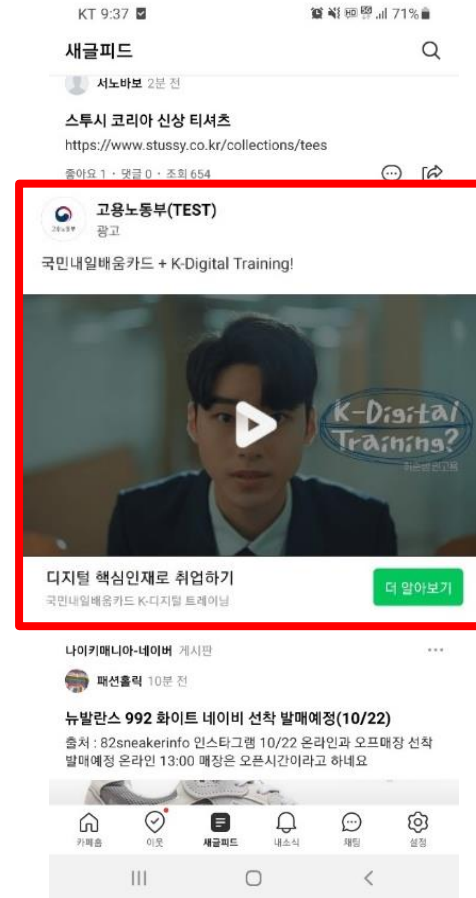 KT 9:37
71%
새글피드
서노바보 2분 전
스투시 코리아 신상 티셔츠
https://www.stussy.co.kr/collections/tees
좋아요 1 · 댓글 0 · 조회 654
고용노동부(TEST)
광고
고용노동부
국민내일배움카드 + K-Digital Training!
K-Digital
Training?
디지털 핵심인재로 취업하기
더 알아보기
국민내일배움카드 K-디지털 트레이닝
나이키매니아-네이버 게시판
패션홀릭 10분 전
뉴발란스 992 화이트 네이비 선착 발매예정(10/22)
출처 : 82sneakerinfo 인스타그램 10/22 온라인과 오프매장 선착
발매예정 온라인 13:00 매장은 오픈시간이라고 하네요
카페홈 이웃 새글피드 내소식 채팅 설정